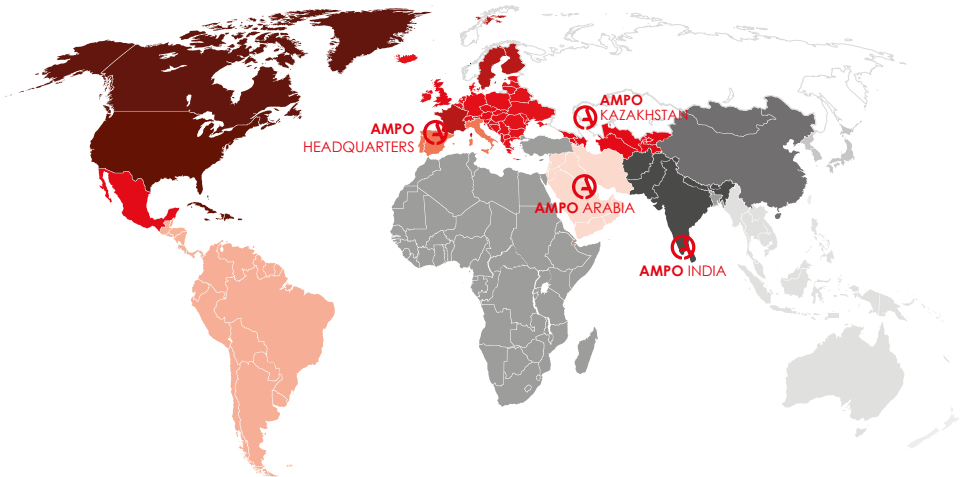 AMPO
KAZAKHSTAN
AMPO
HEADQUARTERS
AMPO ARABIA
AMPO INDIA